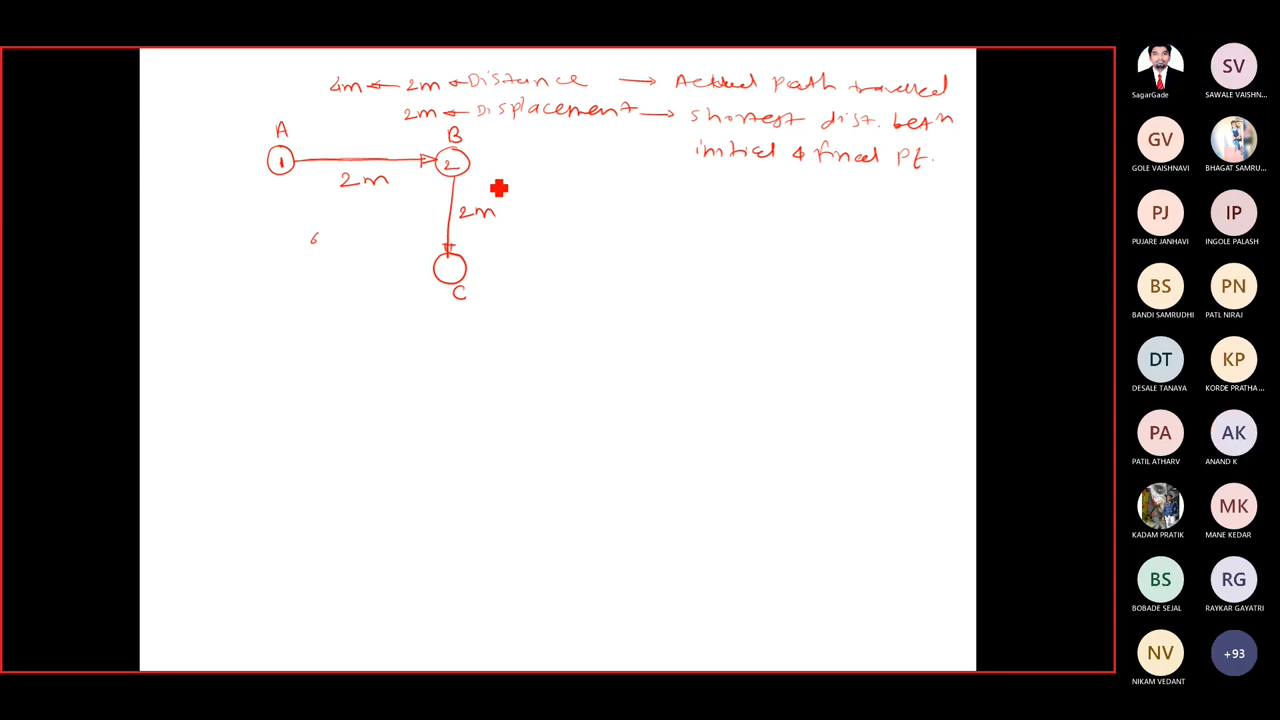 4m ← 2m ← Distance → Actual path travelled
2m ← Displacement → shortest dist. betn
initial & final pt.
A
B
1
2
2m
2m
6
C
SagarGade
SAWALE VAISHN...
GV
GOLE VAISHNAVI
BHAGAT SAMRU...
SV
PJ
PUJARE JANHAVI
IP
INGOLE PALASH
BS
BANDI SAMRUDHI
PN
PATL NIRAJ
DT
DESALE TANAYA
KP
KORDE PRATHA...
PA
PATIL ATHARV
AK
ANAND K
KADAM PRATIK
MK
MANE KEDAR
BS
BOBADE SEJAL
RG
RAYKAR GAYATRI
NV
NIKAM VEDANT
+93